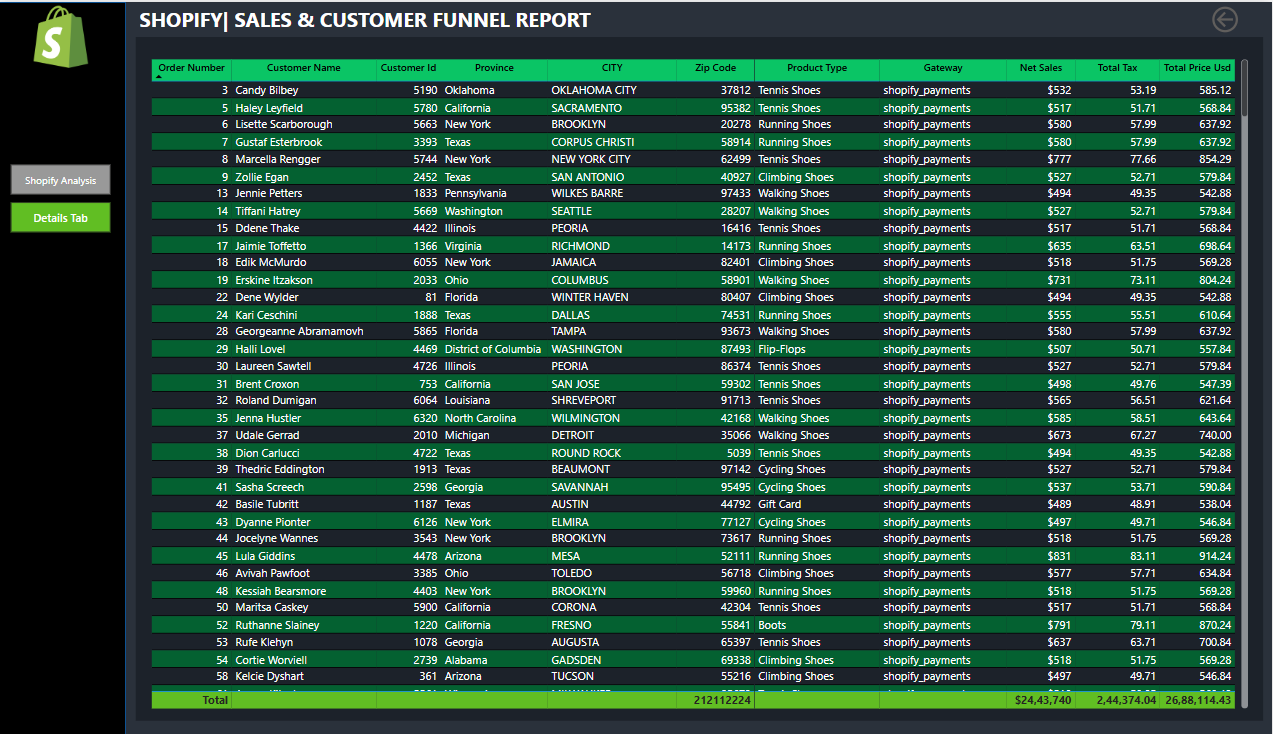 SHOPIFY| SALES & CUSTOMER FUNNEL REPORT
S
Shopify Analysis
Details Tab
Order Number Customer Name Customer Id Province CITY Zip Code Product Type Gateway Net Sales Total Tax Total Price Usd
3 Candy Bilbey 5190 Oklahoma OKLAHOMA CITY 37812 Tennis Shoes shopify_payments $532 53.19 585.12
5 Haley Leyfield 5780 California SACRAMENTO 95382 Tennis Shoes shopify_payments $517 51.71 568.84
6 Lisette Scarborough 5663 New York BROOKLYN 20278 Running Shoes shopify_payments $580 57.99 637.92
7 Gustaf Esterbrook 3393 Texas CORPUS CHRISTI 58914 Running Shoes shopify_payments $580 57.99 637.92
8 Marcella Rengger 5744 New York NEW YORK CITY 62499 Tennis Shoes shopify_payments $777 77.66 854.29
9 Zollie Egan 2452 Texas SAN ANTONIO 40927 Climbing Shoes shopify_payments $527 52.71 579.84
13 Jennie Petters 1833 Pennsylvania WILKES BARRE 97433 Walking Shoes shopify_payments $494 49.35 542.88
14 Tiffani Hatrey 5669 Washington SEATTLE 28207 Walking Shoes shopify_payments $527 52.71 579.84
15 Ddene Thake 4422 Illinois PEORIA 16416 Tennis Shoes shopify_payments $517 51.71 568.84
17 Jaimie Toffetto 1366 Virginia RICHMOND 14173 Running Shoes shopify_payments $635 63.51 698.64
18 Edik McMurdo 6055 New York JAMAICA 82401 Climbing Shoes shopify_payments $518 51.75 569.28
19 Erskine Itzakson 2033 Ohio COLUMBUS 58901 Walking Shoes shopify_payments $731 73.11 804.24
22 Dene Wylder 81 Florida WINTER HAVEN 80407 Climbing Shoes shopify_payments $494 49.35 542.88
24 Kari Ceschini 1888 Texas DALLAS 74531 Running Shoes shopify_payments $555 55.51 610.64
28 Georgeanne Abramamovh 5865 Florida TAMPA 93673 Walking Shoes shopify_payments $580 57.99 637.92
29 Halli Lovel 4469 District of Columbia WASHINGTON 87493 Flip-Flops shopify_payments $507 50.71 557.84
30 Laureen Sawtell 4726 Illinois PEORIA 86374 Tennis Shoes shopify_payments $527 52.71 579.84
31 Brent Croxon 753 California SAN JOSE 59302 Tennis Shoes shopify_payments $498 49.76 547.39
32 Roland Dumigan 6064 Louisiana SHREVEPORT 91713 Tennis Shoes shopify_payments $565 56.51 621.64
35 Jenna Hustler 6320 North Carolina WILMINGTON 42168 Walking Shoes shopify_payments $585 58.51 643.64
37 Udale Gerrad 2010 Michigan DETROIT 35066 Walking Shoes shopify_payments $673 67.27 740.00
38 Dion Carlucci 4722 Texas ROUND ROCK 5039 Tennis Shoes shopify_payments $494 49.35 542.88
39 Thedric Eddington 1913 Texas BEAUMONT 97142 Cycling Shoes shopify_payments $527 52.71 579.84
41 Sasha Screech 2598 Georgia SAVANNAH 95495 Cycling Shoes shopify_payments $537 53.71 590.84
42 Basile Tubritt 1187 Texas AUSTIN 44792 Gift Card shopify_payments $489 48.91 538.04
43 Dyanne Pionter 6126 New York ELMIRA 77127 Cycling Shoes shopify_payments $497 49.71 546.84
44 Jocelyne Wannes 3543 New York BROOKLYN 73617 Running Shoes shopify_payments $518 51.75 569.28
45 Lula Giddins 4478 Arizona MESA 52111 Running Shoes shopify_payments $831 83.11 914.24
46 Avivah Pawfoot 3385 Ohio TOLEDO 56718 Climbing Shoes shopify_payments $577 57.71 634.84
48 Kessiah Bearsmore 4403 New York BROOKLYN 59960 Running Shoes shopify_payments $518 51.75 569.28
50 Maritsa Caskey 5900 California CORONA 42304 Tennis Shoes shopify_payments $517 51.71 568.84
52 Ruthanne Slainey 1220 California FRESNO 55841 Boots shopify_payments $791 79.11 870.24
53 Rufe Klehyn 1078 Georgia AUGUSTA 65397 Tennis Shoes shopify_payments $637 63.71 700.84
54 Cortie Worviell 2739 Alabama GADSDEN 69338 Climbing Shoes shopify_payments $518 51.75 569.28
58 Kelcie Dyshart 361 Arizona TUCSON 55216 Climbing Shoes shopify_payments $497 49.71 546.84
Total 212112224 $24,43,740 2,44,374.04 26,88,114.43